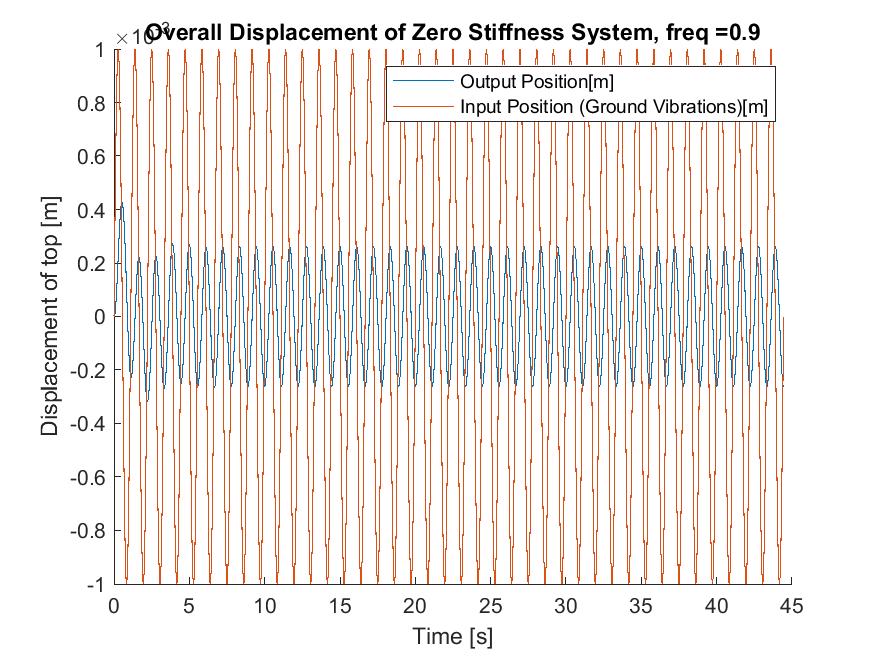 ×10⁻³
Overall Displacement of Zero Stiffness System, freq =0.9
1
0.8
0.6
0.4
0.2
0
-0.2
-0.4
-0.6
-0.8
-1
Displacement of top [m]
Output Position[m]
Input Position (Ground Vibrations)[m]
0 5 10 15 20 25 30 35 40 45
Time [s]